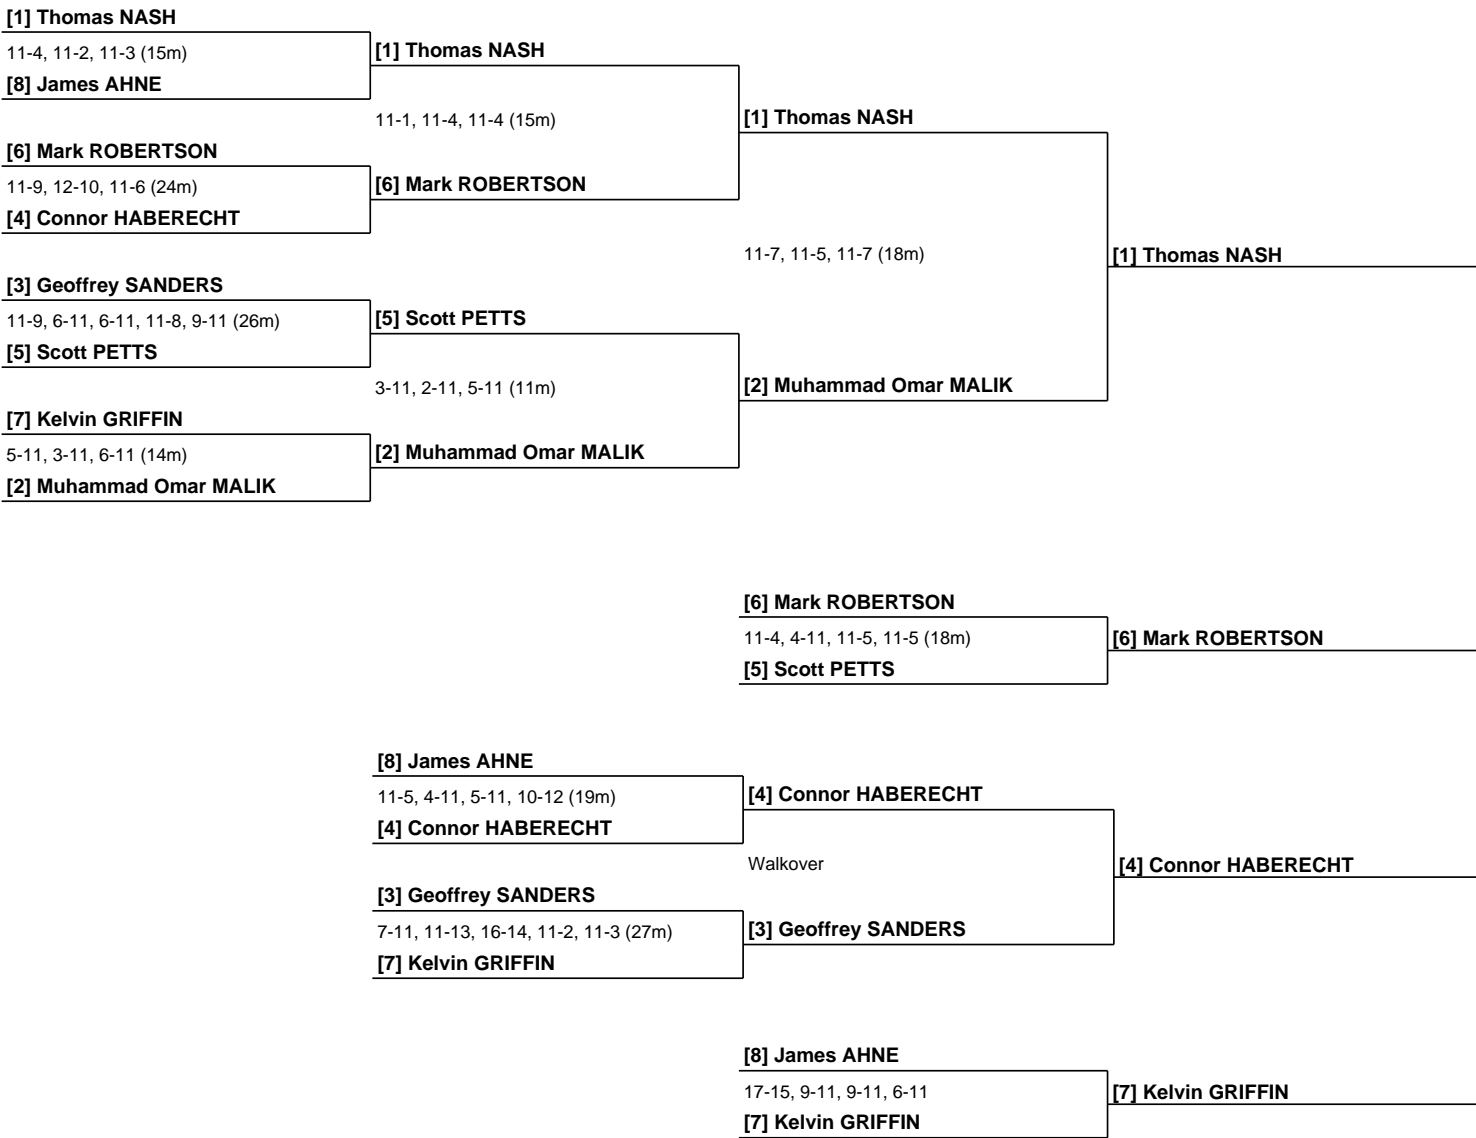 [1] Thomas NASH
11-4, 11-2, 11-3 (15m)
[1] Thomas NASH
[8] James AHNE
11-1, 11-4, 11-4 (15m)
[1] Thomas NASH
[6] Mark ROBERTSON
11-9, 12-10, 11-6 (24m)
[6] Mark ROBERTSON
[4] Connor HABERECHT
11-7, 11-5, 11-7 (18m)
[1] Thomas NASH
[3] Geoffrey SANDERS
11-9, 6-11, 6-11, 11-8, 9-11 (26m)
[5] Scott PETTS
[5] Scott PETTS
3-11, 2-11, 5-11 (11m)
[2] Muhammad Omar MALIK
[7] Kelvin GRIFFIN
5-11, 3-11, 6-11 (14m)
[2] Muhammad Omar MALIK
[2] Muhammad Omar MALIK
[6] Mark ROBERTSON
11-4, 4-11, 11-5, 11-5 (18m)
[6] Mark ROBERTSON
[5] Scott PETTS
[8] James AHNE
11-5, 4-11, 5-11, 10-12 (19m)
[4] Connor HABERECHT
[4] Connor HABERECHT
Walkover
[4] Connor HABERECHT
[3] Geoffrey SANDERS
7-11, 11-13, 16-14, 11-2, 11-3 (27m)
[3] Geoffrey SANDERS
[7] Kelvin GRIFFIN
[8] James AHNE
17-15, 9-11, 9-11, 6-11
[7] Kelvin GRIFFIN
[7] Kelvin GRIFFIN